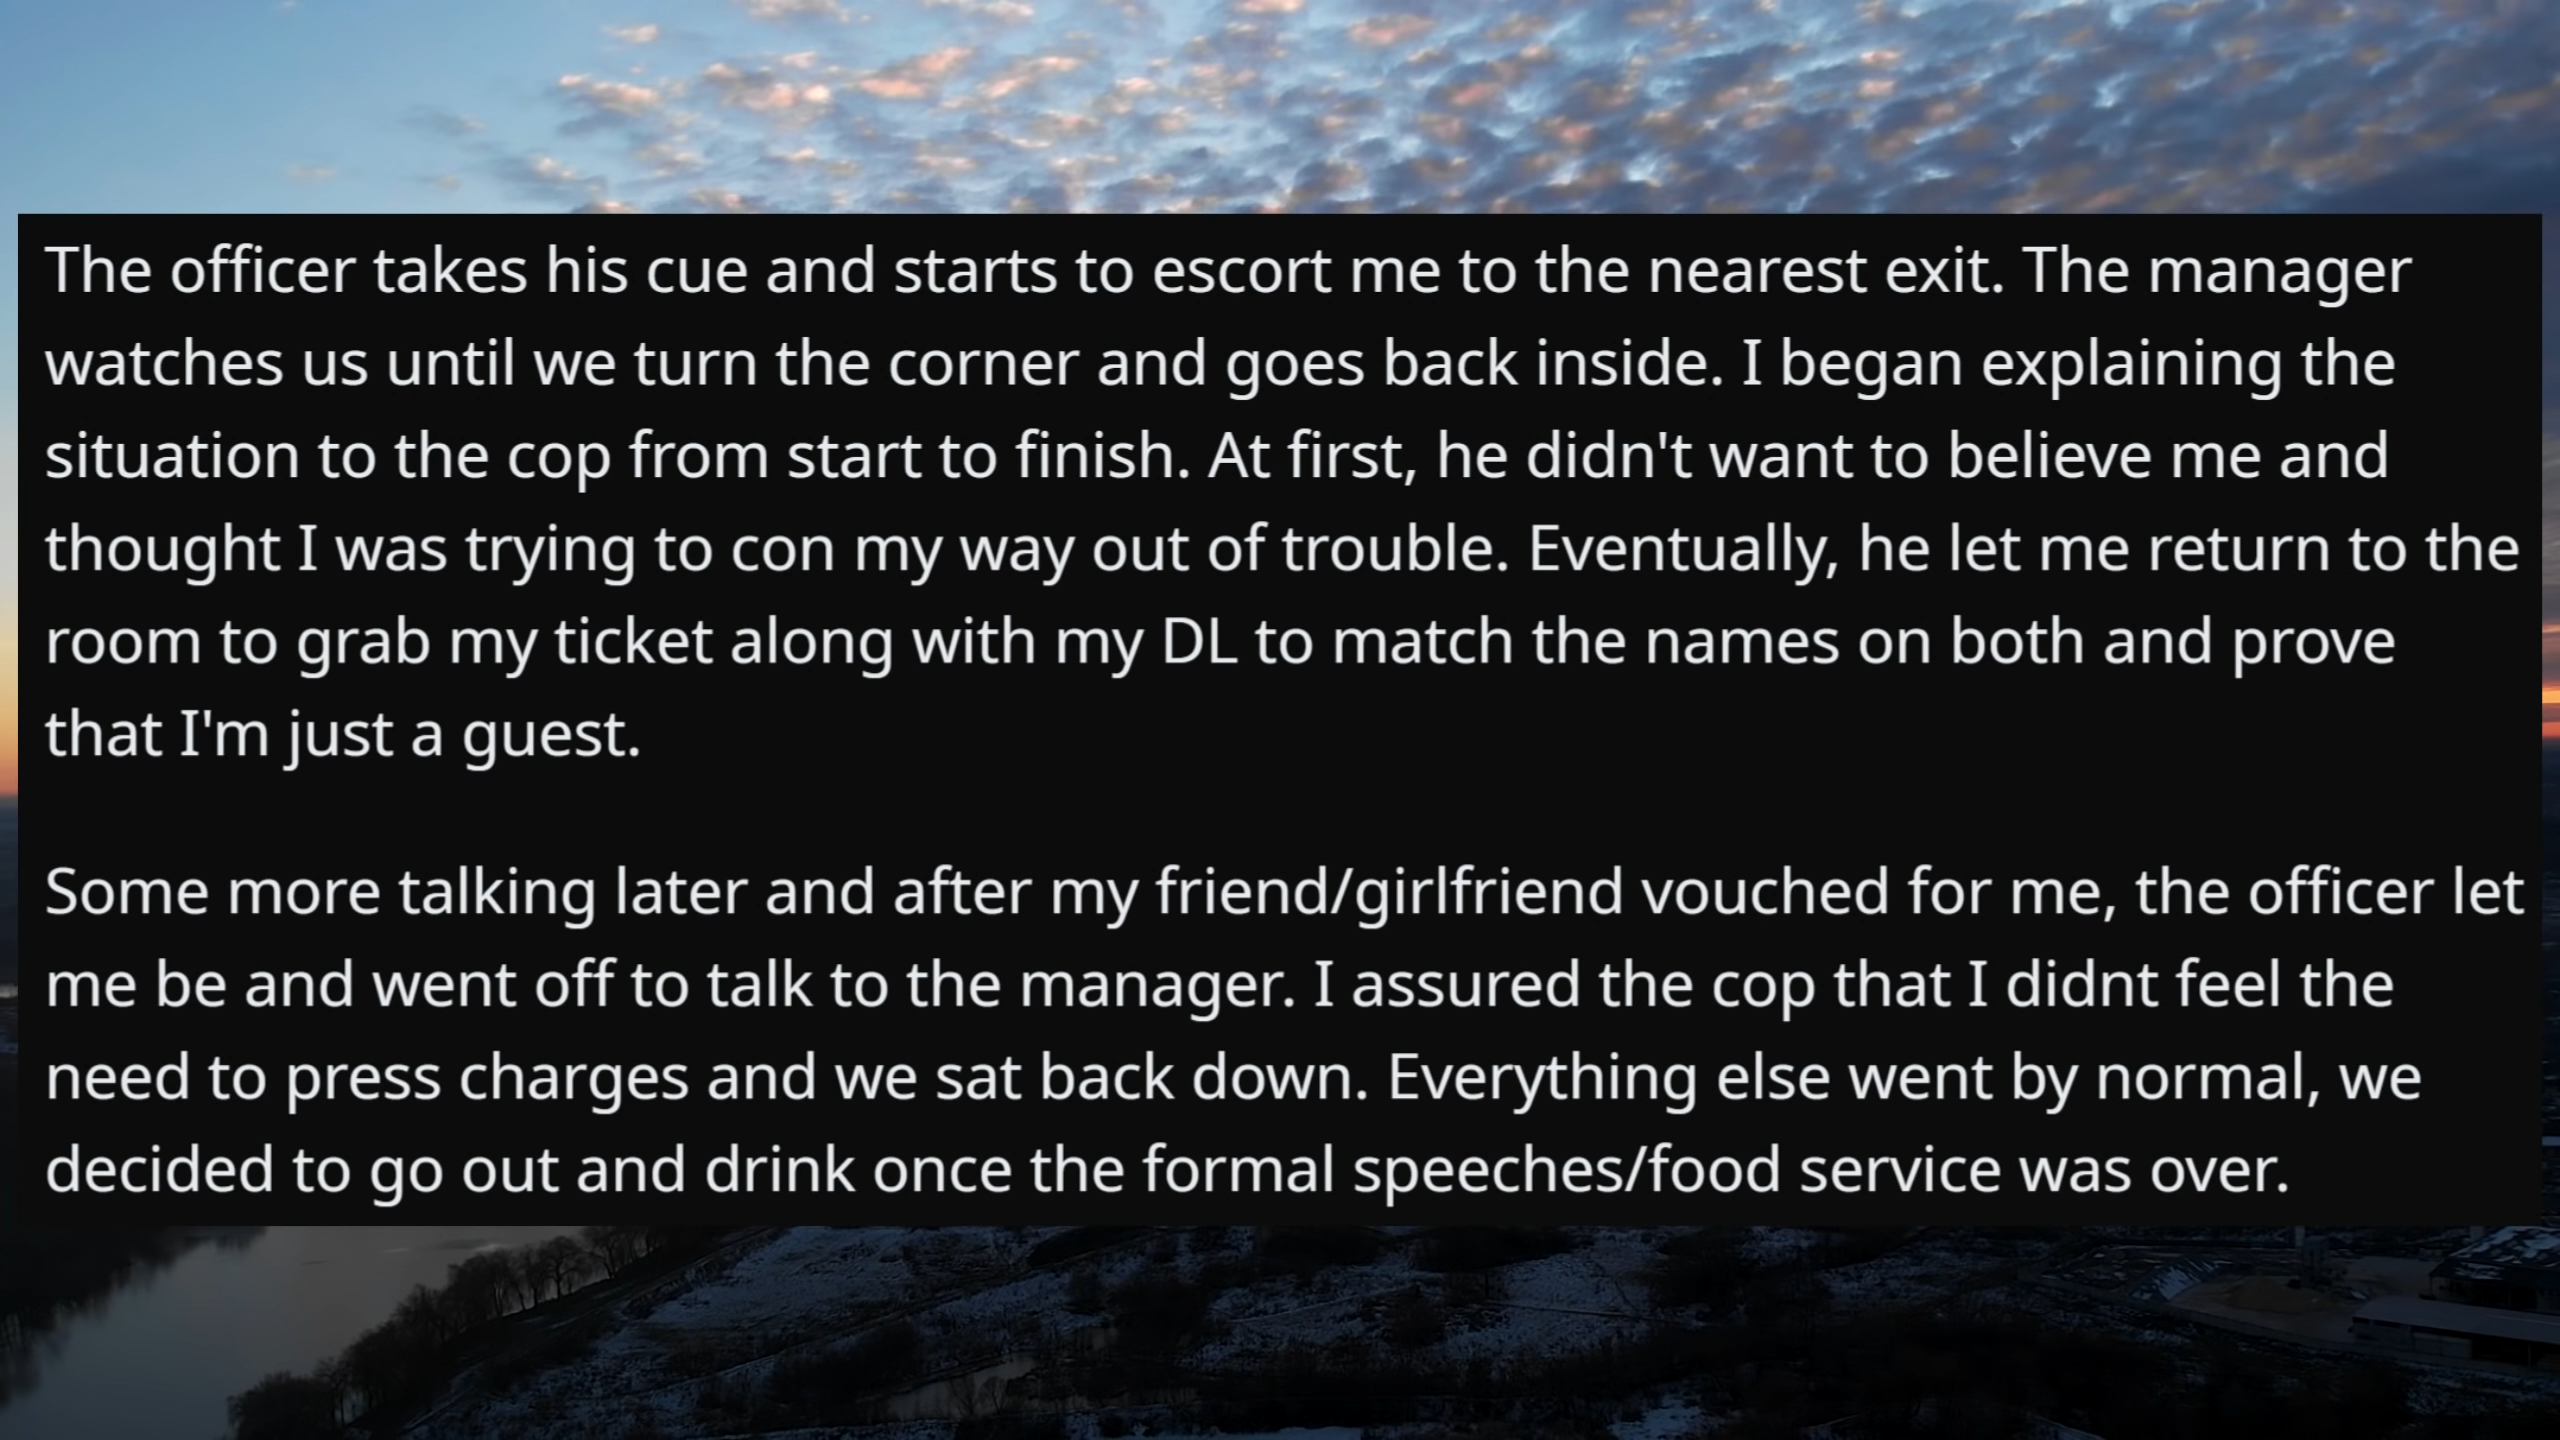 The officer takes his cue and starts to escort me to the nearest exit. The manager
watches us until we turn the corner and goes back inside. I began explaining the
situation to the cop from start to finish. At first, he didn't want to believe me and
thought I was trying to con my way out of trouble. Eventually, he let me return to the
room to grab my ticket along with my DL to match the names on both and prove
that I'm just a guest.
Some more talking later and after my friend/girlfriend vouched for me, the officer let
me be and went off to talk to the manager. I assured the cop that I didnt feel the
need to press charges and we sat back down. Everything else went by normal, we
decided to go out and drink once the formal speeches/food service was over.